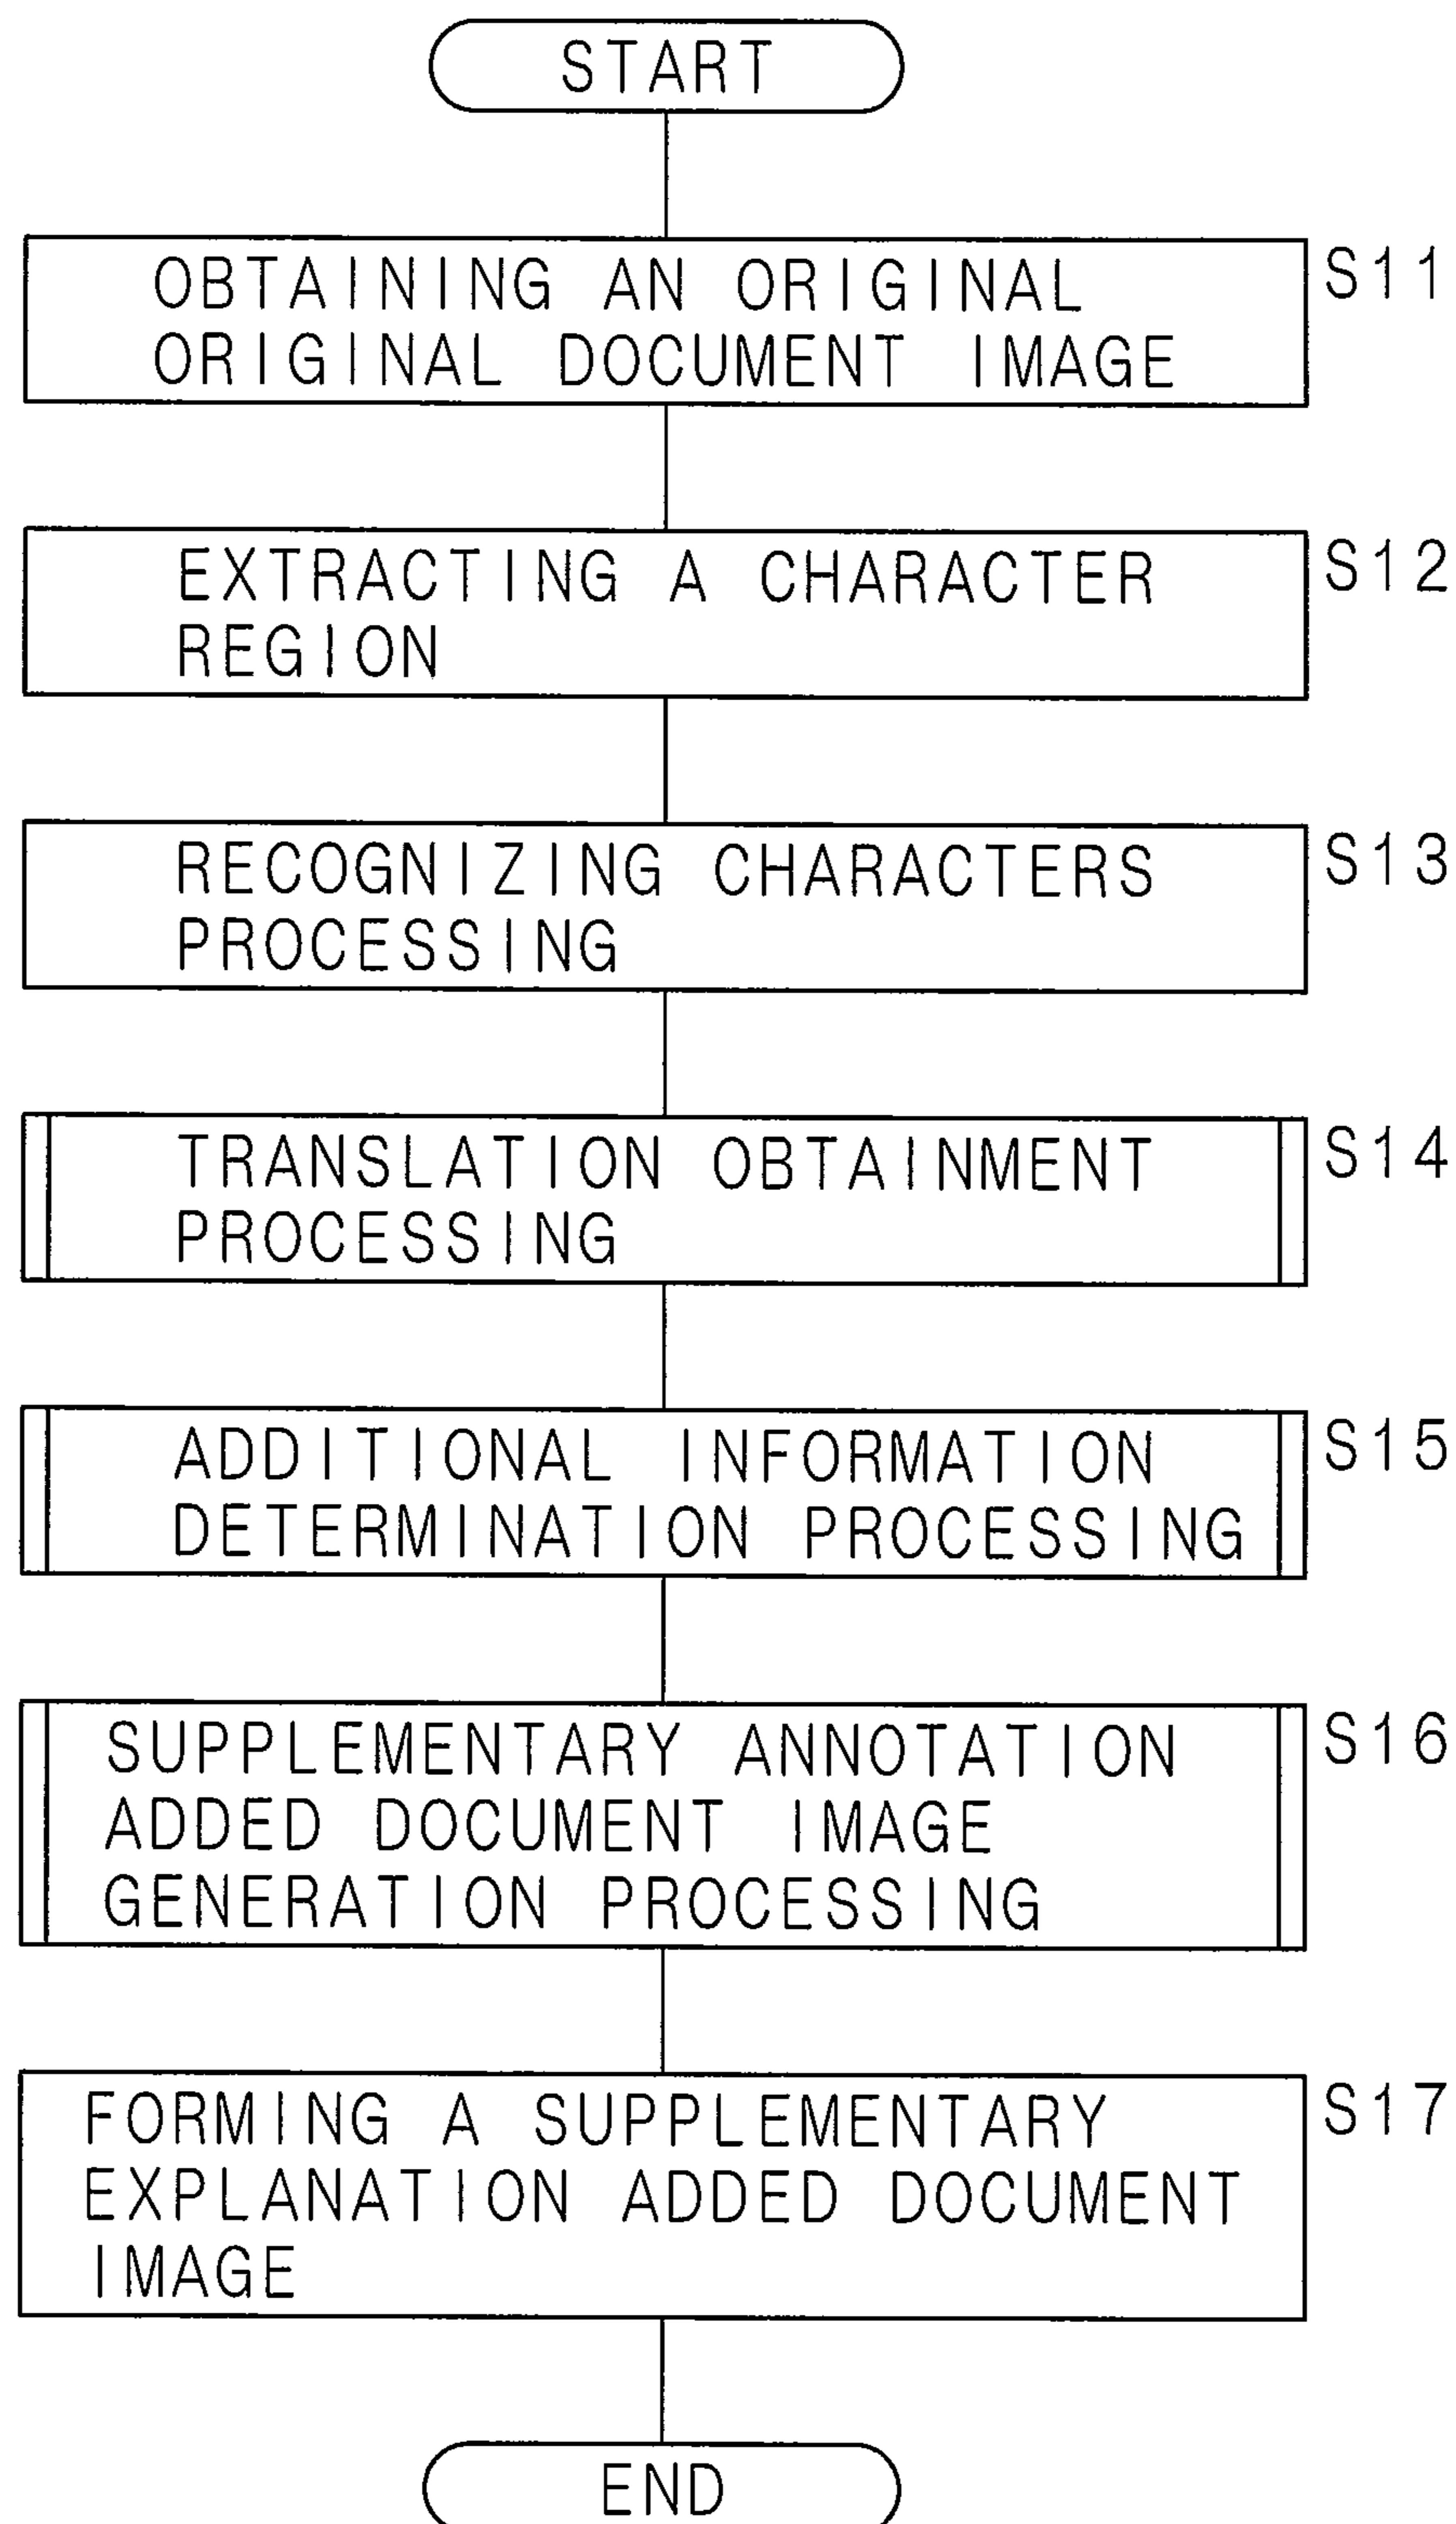 START
OBTAINING AN ORIGINAL
ORIGINAL DOCUMENT IMAGE
S11
EXTRACTING A CHARACTER
REGION
S12
RECOGNIZING CHARACTERS
PROCESSING
S13
TRANSLATION OBTAINMENT
PROCESSING
S14
ADDITIONAL INFORMATION
DETERMINATION PROCESSING
S15
SUPPLEMENTARY ANNOTATION
ADDED DOCUMENT IMAGE
GENERATION PROCESSING
S16
FORMING A SUPPLEMENTARY
EXPLANATION ADDED DOCUMENT
IMAGE
S17
END